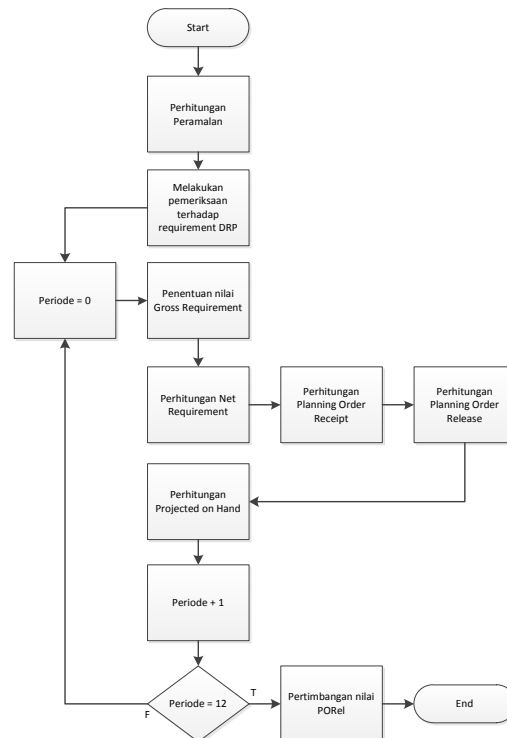 Start
Perhitungan
Peramalan
Melakukan
pemeriksaan
terhadap
requirement DRP
Periode = 0
Penentuan nilai
Gross Requirement
Perhitungan Net
Requirement
Perhitungan
Planning Order
Receipt
Perhitungan
Planning Order
Release
Perhitungan
Projected on Hand
Periode + 1
Periode = 12
F
T
Pertimbangan nilai
PORel
End